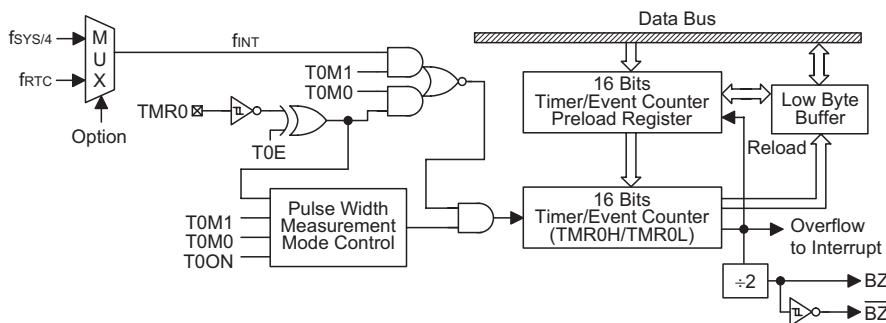 Data Bus
fSYS/4
M
U
X
fINT
fRTC
T0M1
T0M0
16 Bits
Timer/Event Counter
Preload Register
Low Byte
Buffer
TMR0
Option
T0E
Reload
Pulse Width
Measurement
Mode Control
T0M1
T0M0
T0ON
16 Bits
Timer/Event Counter
(TMR0H/TMR0L)
Overflow
to Interrupt
÷2
BZ
B̅Z̅